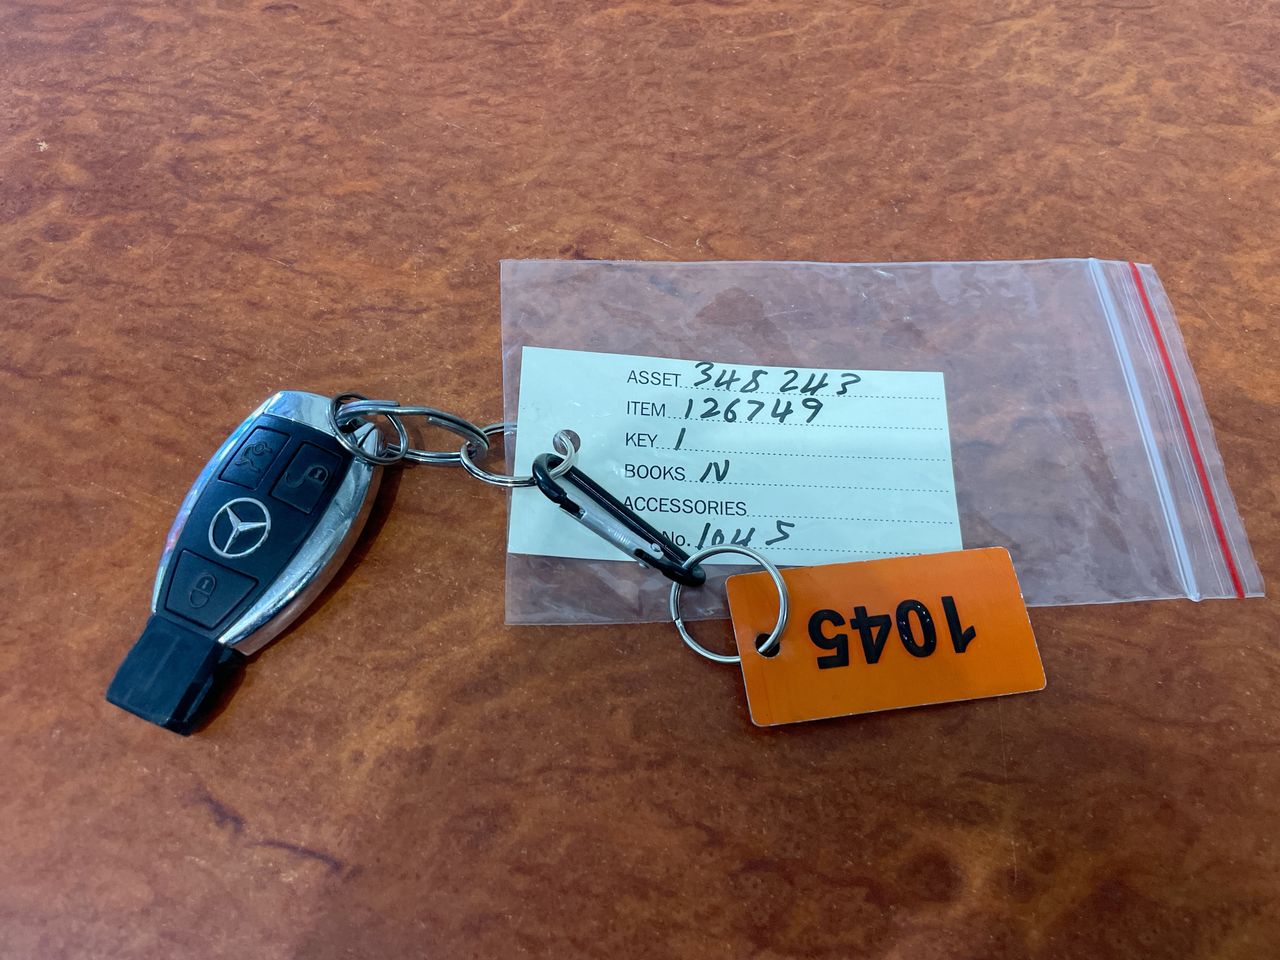 ASSET 348243
ITEM 126749
KEY 1
BOOKS N
ACCESSORIES
No. 1045
1045